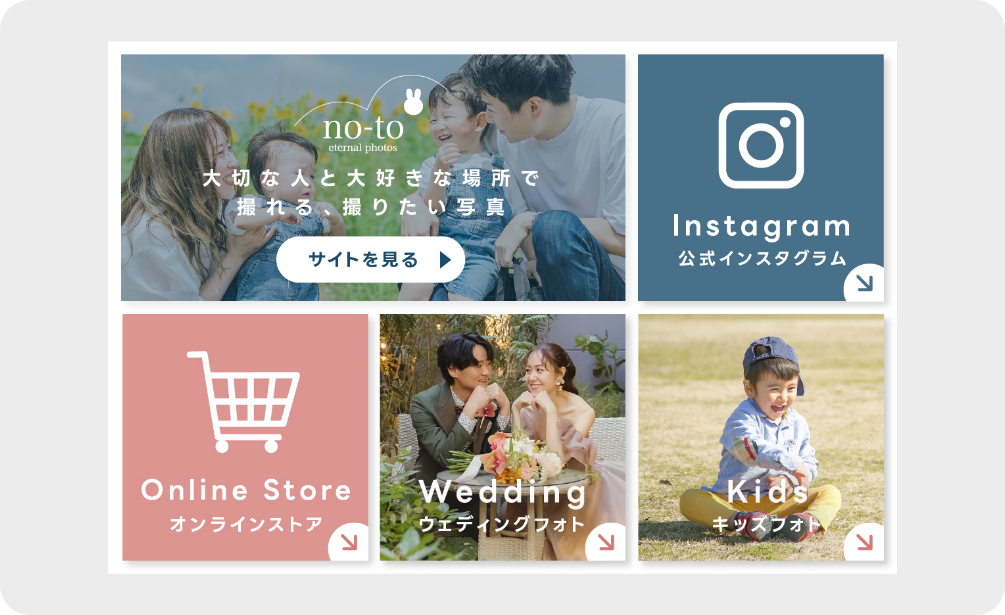 no-to
eternal photos
大切な人と大好きな場所で
撮れる、撮りたい写真
サイトを見る
Instagram
公式インスタグラム
Online Store
オンラインストア
Wedding
ウェディングフォト
Kids
キッズフォト